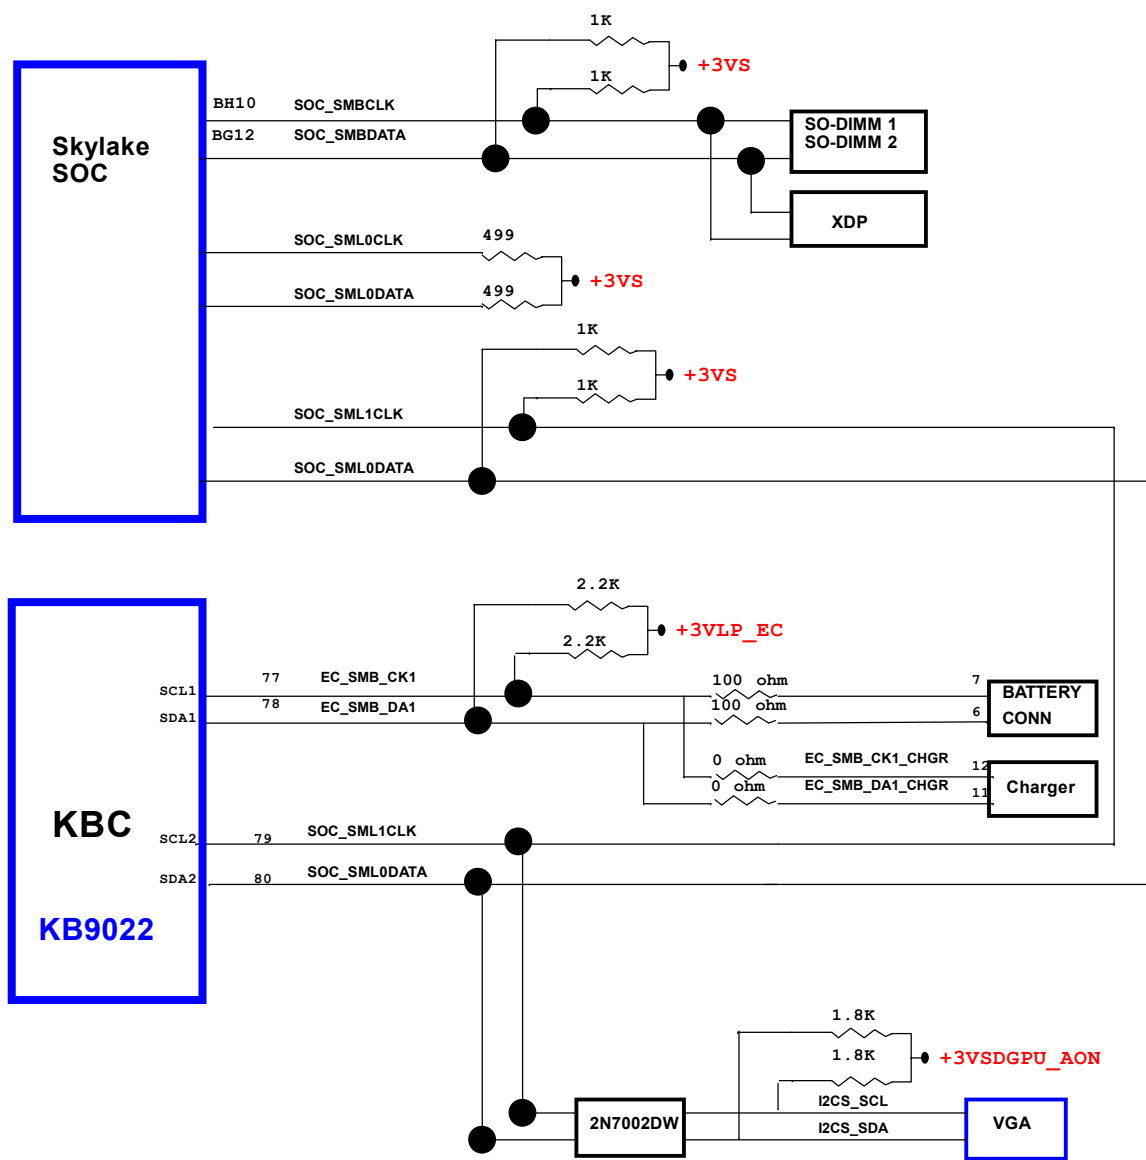 1K
+3VS
1K
BH10 SOC_SMBCLK
SO-DIMM 1
BG12 SOC_SMBDATA
SO-DIMM 2
Skylake
SOC
XDP
SOC_SML0CLK 499
+3VS
SOC_SML0DATA 499
1K
+3VS
1K
SOC_SML1CLK
SOC_SML0DATA
2.2K
+3VLP_EC
2.2K
SCL1 77 EC_SMB_CK1 100 ohm 7 BATTERY
SDA1 78 EC_SMB_DA1 100 ohm 6 CONN
0 ohm EC_SMB_CK1_CHGR 12
0 ohm EC_SMB_DA1_CHGR 11
Charger
KBC
SCL2 79 SOC_SML1CLK
SDA2 80 SOC_SML0DATA
KB9022
1.8K
+3VSDGPU_AON
1.8K
I2CS_SCL
2N7002DW
VGA
I2CS_SDA